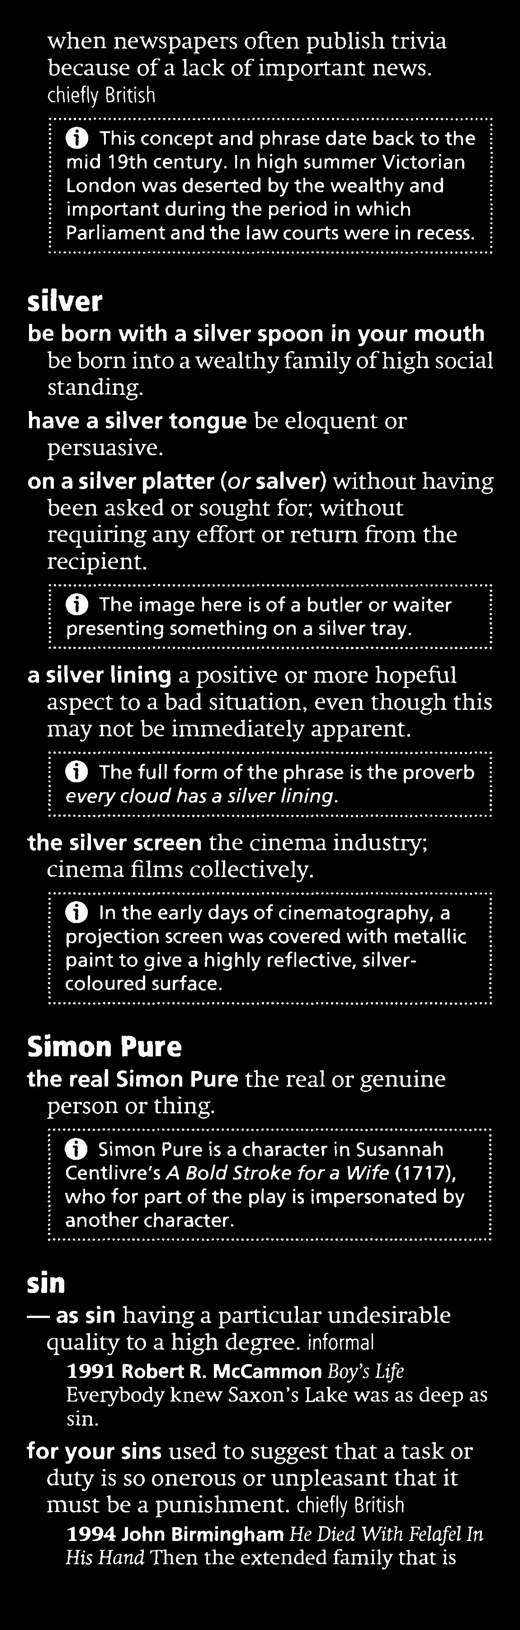 when newspapers often publish trivia
because of a lack of important news.
chiefly British
This concept and phrase date back to the
mid 19th century. In high summer Victorian
London was deserted by the wealthy and
important during the period in which
Parliament and the law courts were in recess.
silver
be born with a silver spoon in your mouth
be born into a wealthy family of high social
standing.
have a silver tongue be eloquent or
persuasive.
on a silver platter (or salver) without having
been asked or sought for; without
requiring any effort or return from the
recipient.
The image here is of a butler or waiter
presenting something on a silver tray.
a silver lining a positive or more hopeful
aspect to a bad situation, even though this
may not be immediately apparent.
The full form of the phrase is the proverb
every cloud has a silver lining.
the silver screen the cinema industry;
cinema films collectively.
In the early days of cinematography, a
projection screen was covered with metallic
paint to give a highly reflective, silver-
coloured surface.
Simon Pure
the real Simon Pure the real or genuine
person or thing.
Simon Pure is a character in Susannah
Centlivre's A Bold Stroke for a Wife (1717),
who for part of the play is impersonated by
another character.
sin
— as sin having a particular undesirable
quality to a high degree. informal
1991 Robert R. McCammon Boy's Life
Everybody knew Saxon's Lake was as deep as
sin.
for your sins used to suggest that a task or
duty is so onerous or unpleasant that it
must be a punishment. chiefly British
1994 John Birmingham He Died With Felafel In
His Hand Then the extended family that is